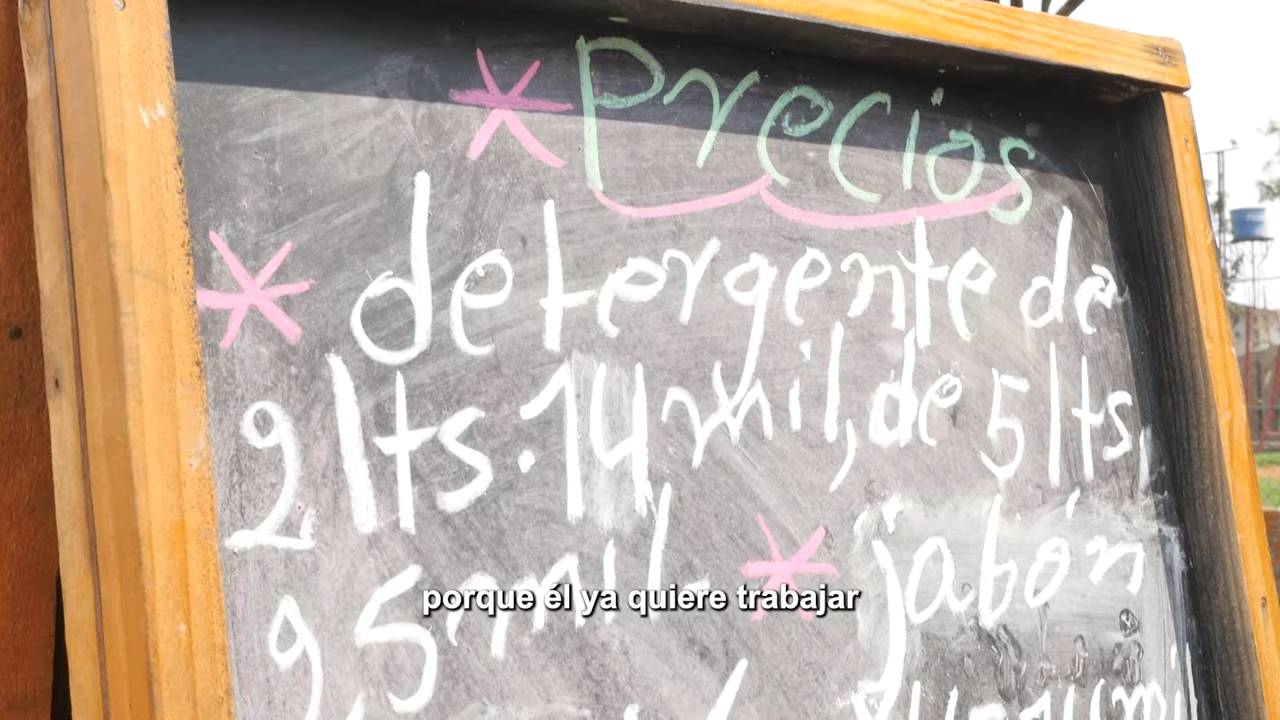 * Precios
* detergente de
2 lts. 14 mil, de 5 lts,
25 mil. * jabón
porque él ya quiere trabajar